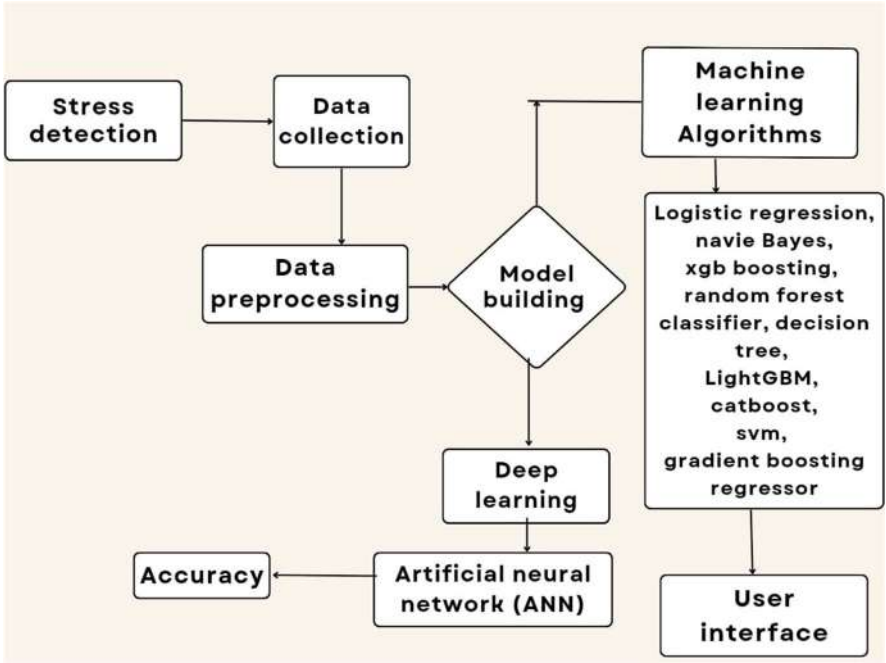 Stress
detection
Data
collection
Machine
learning
Algorithms
Data
preprocessing
Model
building
Logistic regression,
navie Bayes,
xgb boosting,
random forest
classifier, decision
tree,
LightGBM,
catboost,
svm,
gradient boosting
regressor
Deep
learning
Accuracy
Artificial neural
network (ANN)
User
interface